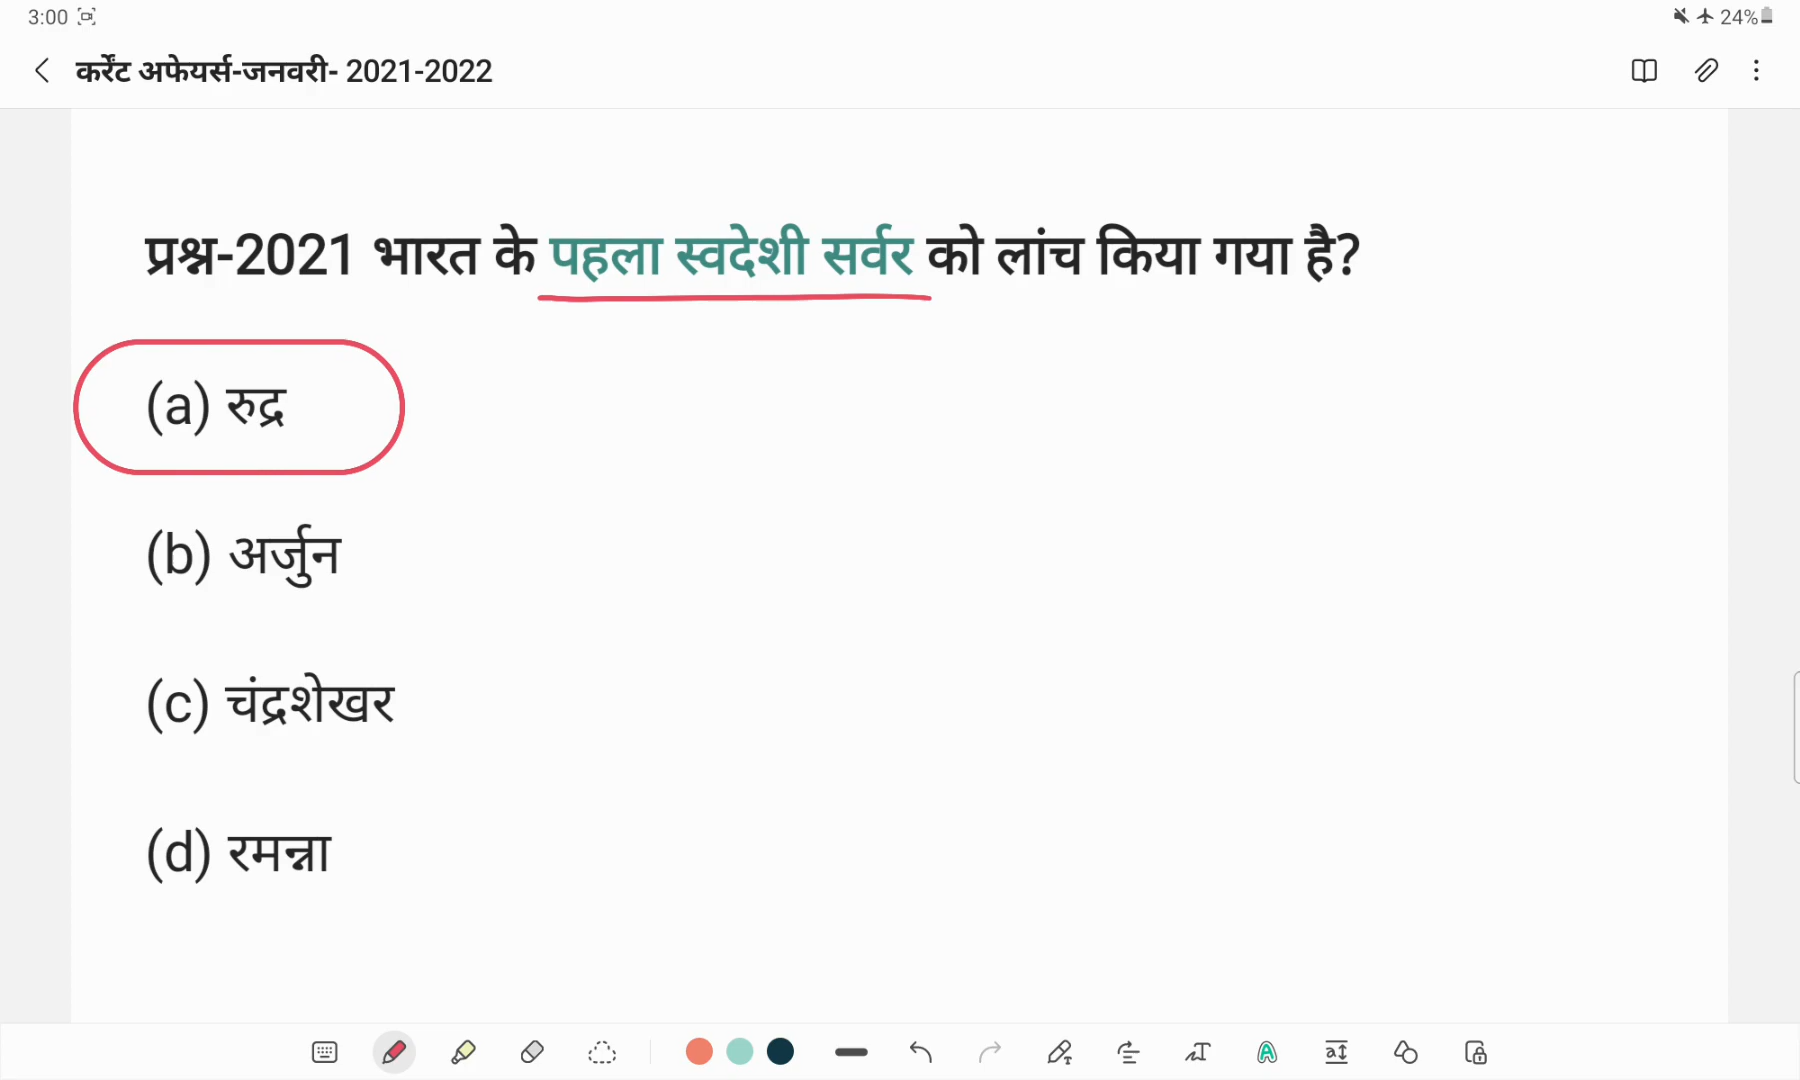 3:00
24%
करेंट अफेयर्स-जनवरी- 2021-2022
प्रश्न-2021 भारत के पहला स्वदेशी सर्वर को लांच किया गया है?
(a) रुद्र
(b) अर्जुन
(c) चंद्रशेखर
(d) रमन्ना